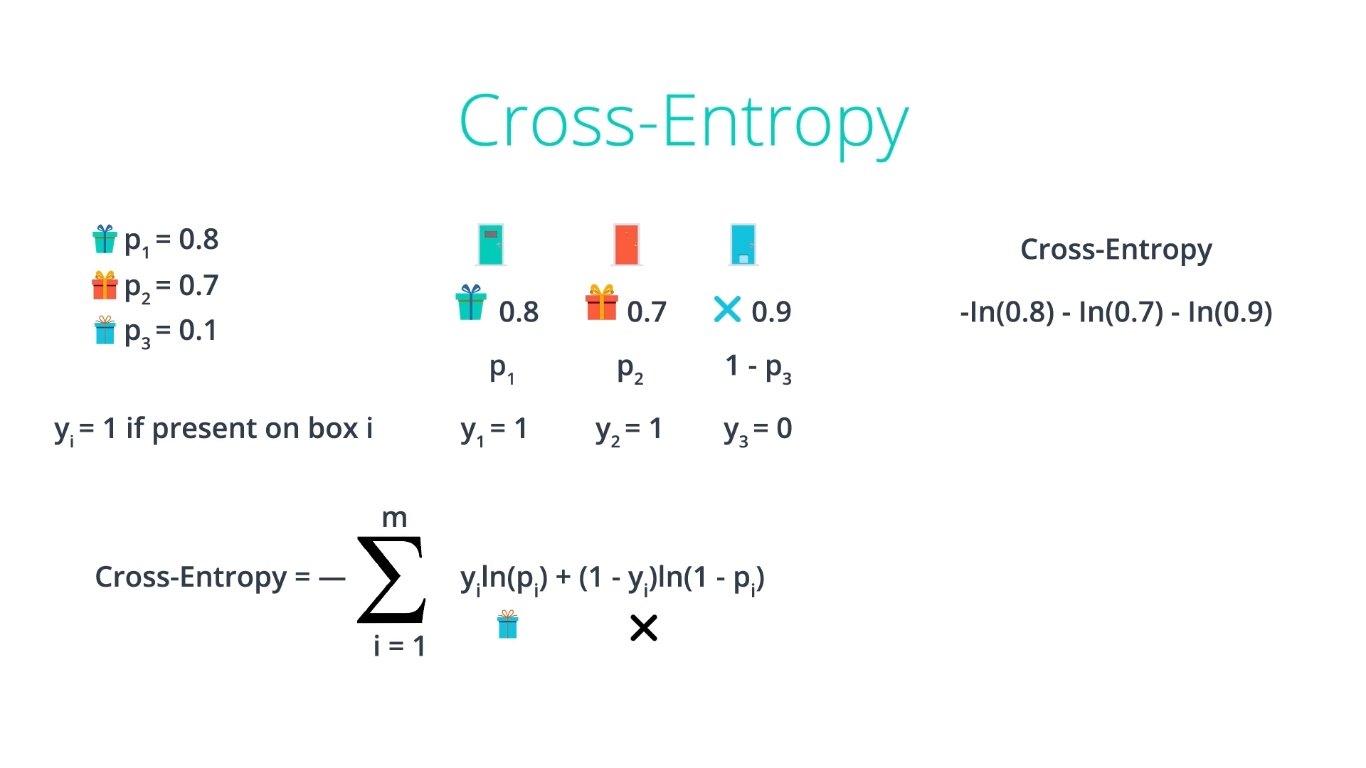 Cross-Entropy
p₁ = 0.8
p₂ = 0.7
p₃ = 0.1
0.8 0.7 0.9
p₁ p₂ 1 - p₃
Cross-Entropy
-ln(0.8) - ln(0.7) - ln(0.9)
yᵢ = 1 if present on box i
y₁ = 1 y₂ = 1 y₃ = 0
m
Cross-Entropy = — ∑ yᵢln(pᵢ) + (1 - yᵢ)ln(1 - pᵢ)
i = 1